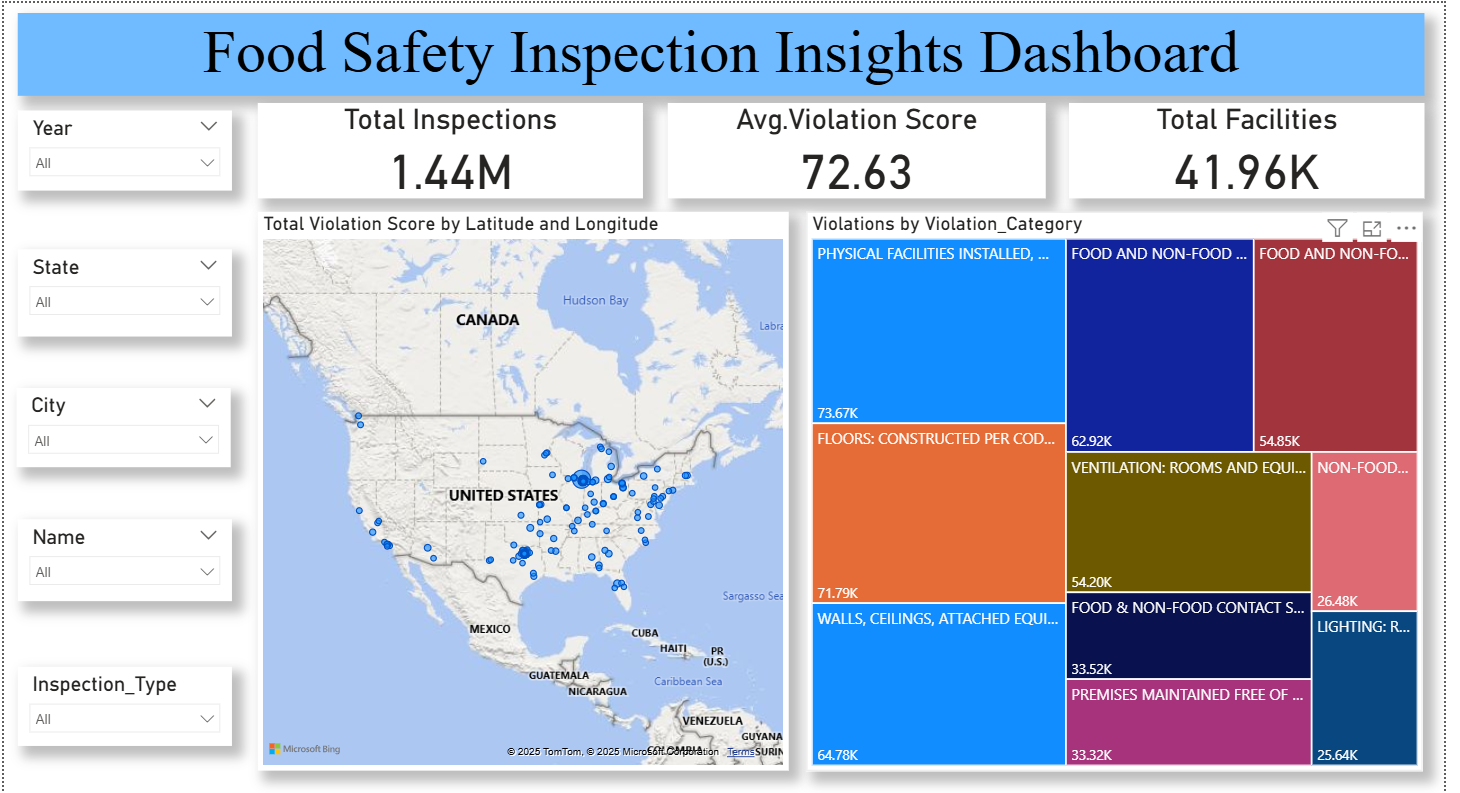 Food Safety Inspection Insights Dashboard
Year
All
State
All
City
All
Name
All
Inspection_Type
All
Total Inspections
1.44M
Avg.Violation Score
72.63
Total Facilities
41.96K
Total Violation Score by Latitude and Longitude
Hudson Bay
CANADA
Labra
UNITED STATES
Sargasso Sea
MEXICO
CUBA
HAITI
PR
(U.S.)
GUATEMALA
Caribbean Sea
NICARAGUA
VENEZUELA
GUYANA
COLOMBIA
SURIN
Microsoft Bing
© 2025 TomTom, © 2025 Microsoft Corporation Terms
Violations by Violation_Category
PHYSICAL FACILITIES INSTALLED, ...
73.67K
FLOORS: CONSTRUCTED PER COD...
71.79K
WALLS, CEILINGS, ATTACHED EQUI...
64.78K
FOOD AND NON-FOOD ...
62.92K
FOOD AND NON-FO...
54.85K
VENTILATION: ROOMS AND EQUI...
54.20K
FOOD & NON-FOOD CONTACT S...
33.52K
PREMISES MAINTAINED FREE OF ...
33.32K
NON-FOOD...
26.48K
LIGHTING: R...
25.64K